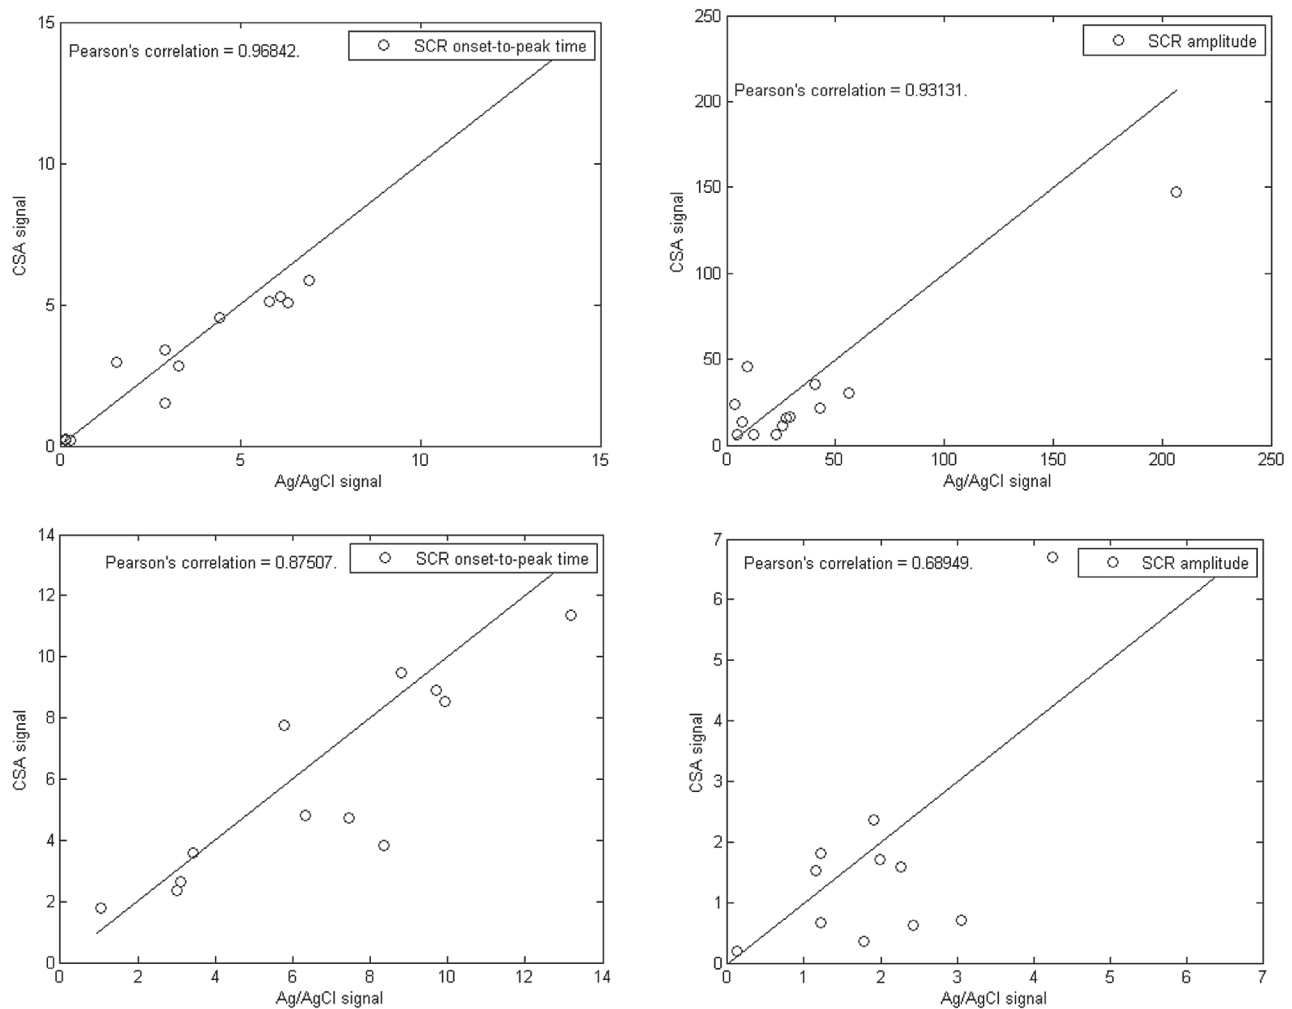 15
Pearson's correlation = 0.96842.
SCR onset-to-peak time
10
CSA signal
5
0
0 5 10 15
Ag/AgCl signal
250
SCR amplitude
Pearson's correlation = 0.93131.
200
150
CSA signal
100
50
0
0 50 100 150 200 250
Ag/AgCl signal
14
Pearson's correlation = 0.87507.
SCR onset-to-peak time
12
10
8
CSA signal
6
4
2
0
0 2 4 6 8 10 12 14
Ag/AgCl signal
7
Pearson's correlation = 0.68949.
SCR amplitude
6
5
4
CSA signal
3
2
1
0
0 1 2 3 4 5 6 7
Ag/AgCl signal